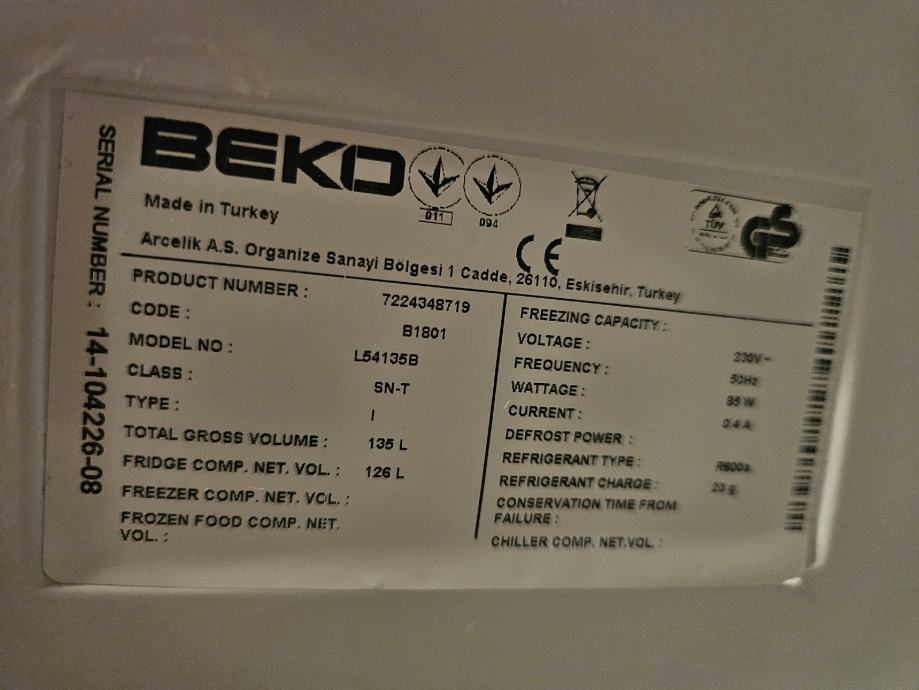 BEKO
011
094
TÜV
GS
Made in Turkey
CE
Arcelik A.S. Organize Sanayi Bölgesi 1 Cadde, 26110, Eskisehir, Turkey
SERIAL NUMBER : 14-104226-08
PRODUCT NUMBER : 7224348719
CODE : B1801
MODEL NO : L54135B
CLASS : SN-T
TYPE : I
TOTAL GROSS VOLUME : 135 L
FRIDGE COMP. NET. VOL. : 126 L
FREEZER COMP. NET. VOL. :
FROZEN FOOD COMP. NET.
VOL. :
FREEZING CAPACITY :
VOLTAGE : 230V~
FREQUENCY : 50Hz
WATTAGE : 85 W
CURRENT : 0.4 A
DEFROST POWER :
REFRIGERANT TYPE : R600a
REFRIGERANT CHARGE : 20 g
CONSERVATION TIME FROM
FAILURE :
CHILLER COMP. NET.VOL. :